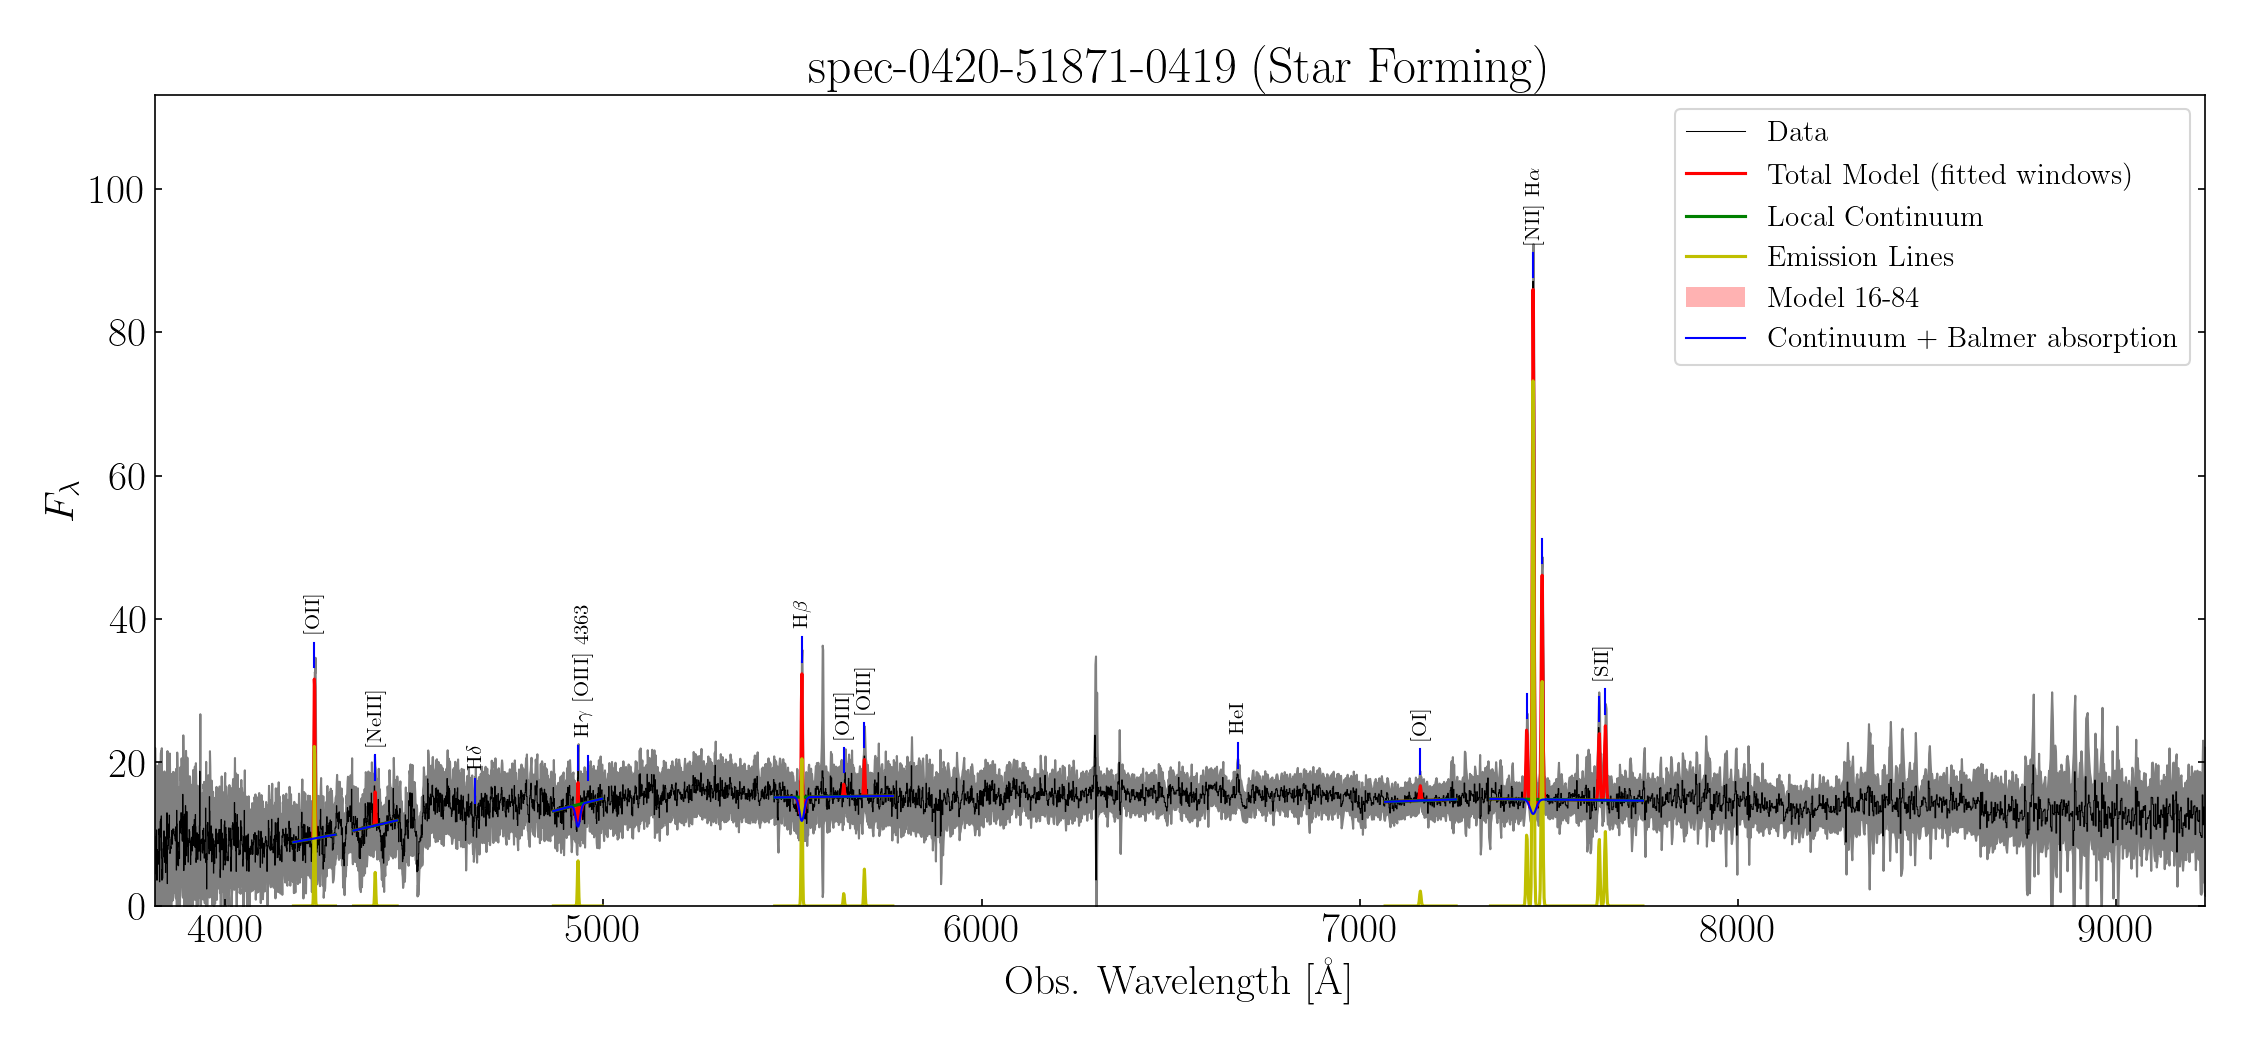 spec-0420-51871-0419 (Star Forming)
Data
Total Model (fitted windows)
Local Continuum
Emission Lines
Model 16-84
Continuum + Balmer absorption
100
80
60
40
20
0
Fλ
[OII]
[NeIII]
Hδ
Hγ [OIII] 4363
Hβ
[OIII]
[OIII]
HeI
[OI]
[NII] Hα
[SII]
4000
5000
6000
7000
8000
9000
Obs. Wavelength [Å]